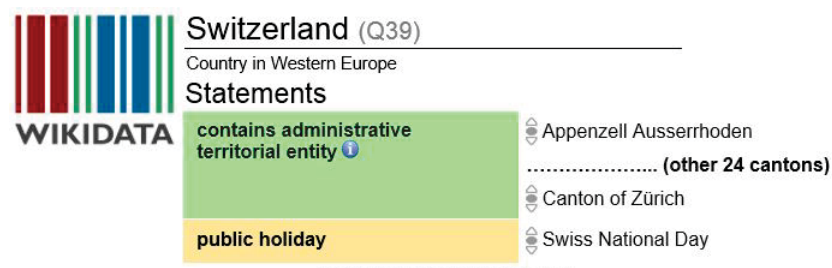 Switzerland (Q39)
Country in Western Europe
Statements
WIKIDATA
contains administrative
territorial entity i
Appenzell Ausserrhoden
.................... (other 24 cantons)
Canton of Zürich
public holiday
Swiss National Day